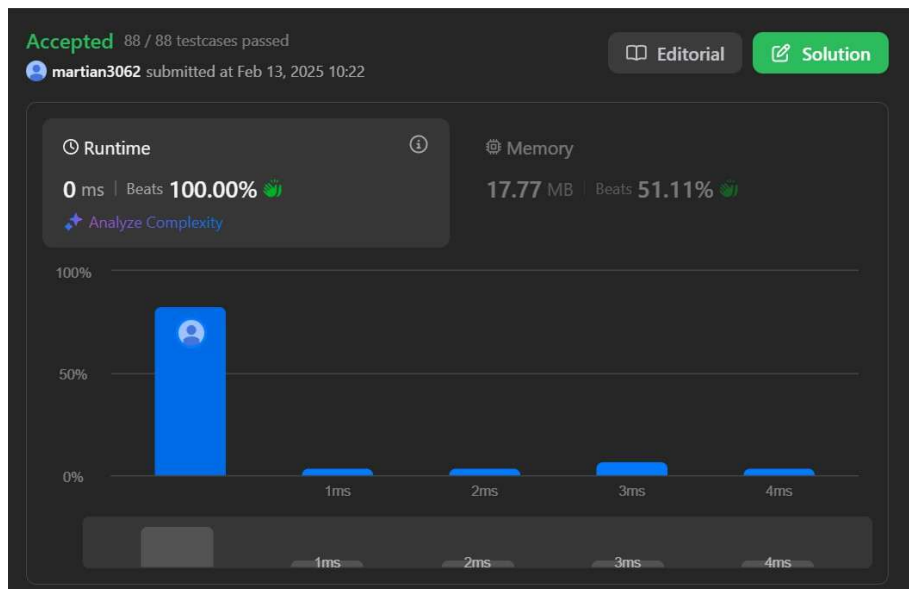 Accepted 88 / 88 testcases passed
martian3062 submitted at Feb 13, 2025 10:22
Editorial
Solution
Runtime
0 ms | Beats 100.00%
Analyze Complexity
Memory
17.77 MB | Beats 51.11%
100%
50%
0%
1ms 2ms 3ms 4ms
1ms 2ms 3ms 4ms